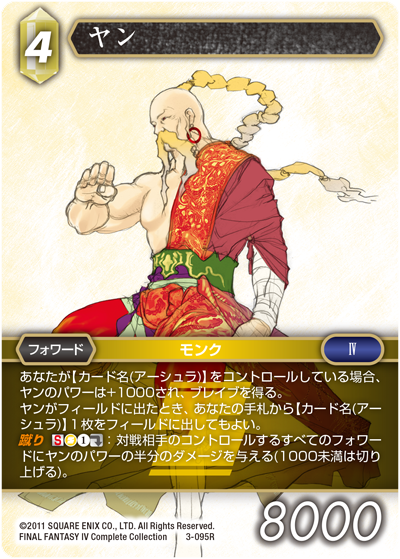 4
ヤン
フォワード
モンク
IV
あなたが【カード名(アーシュラ)】をコントロールしている場合、
ヤンのパワーは+1000され、ブレイブを得る。
ヤンがフィールドに出たとき、あなたの手札から【カード名(アー
シュラ)】1枚をフィールドに出してもよい。
蹴り S 1 : 対戦相手のコントロールするすべてのフォワー
ドにヤンのパワーの半分のダメージを与える(1000未満は切り
上げる)。
©2011 SQUARE ENIX CO., LTD. All Rights Reserved.
FINAL FANTASY IV Complete Collection 3-095R
8000